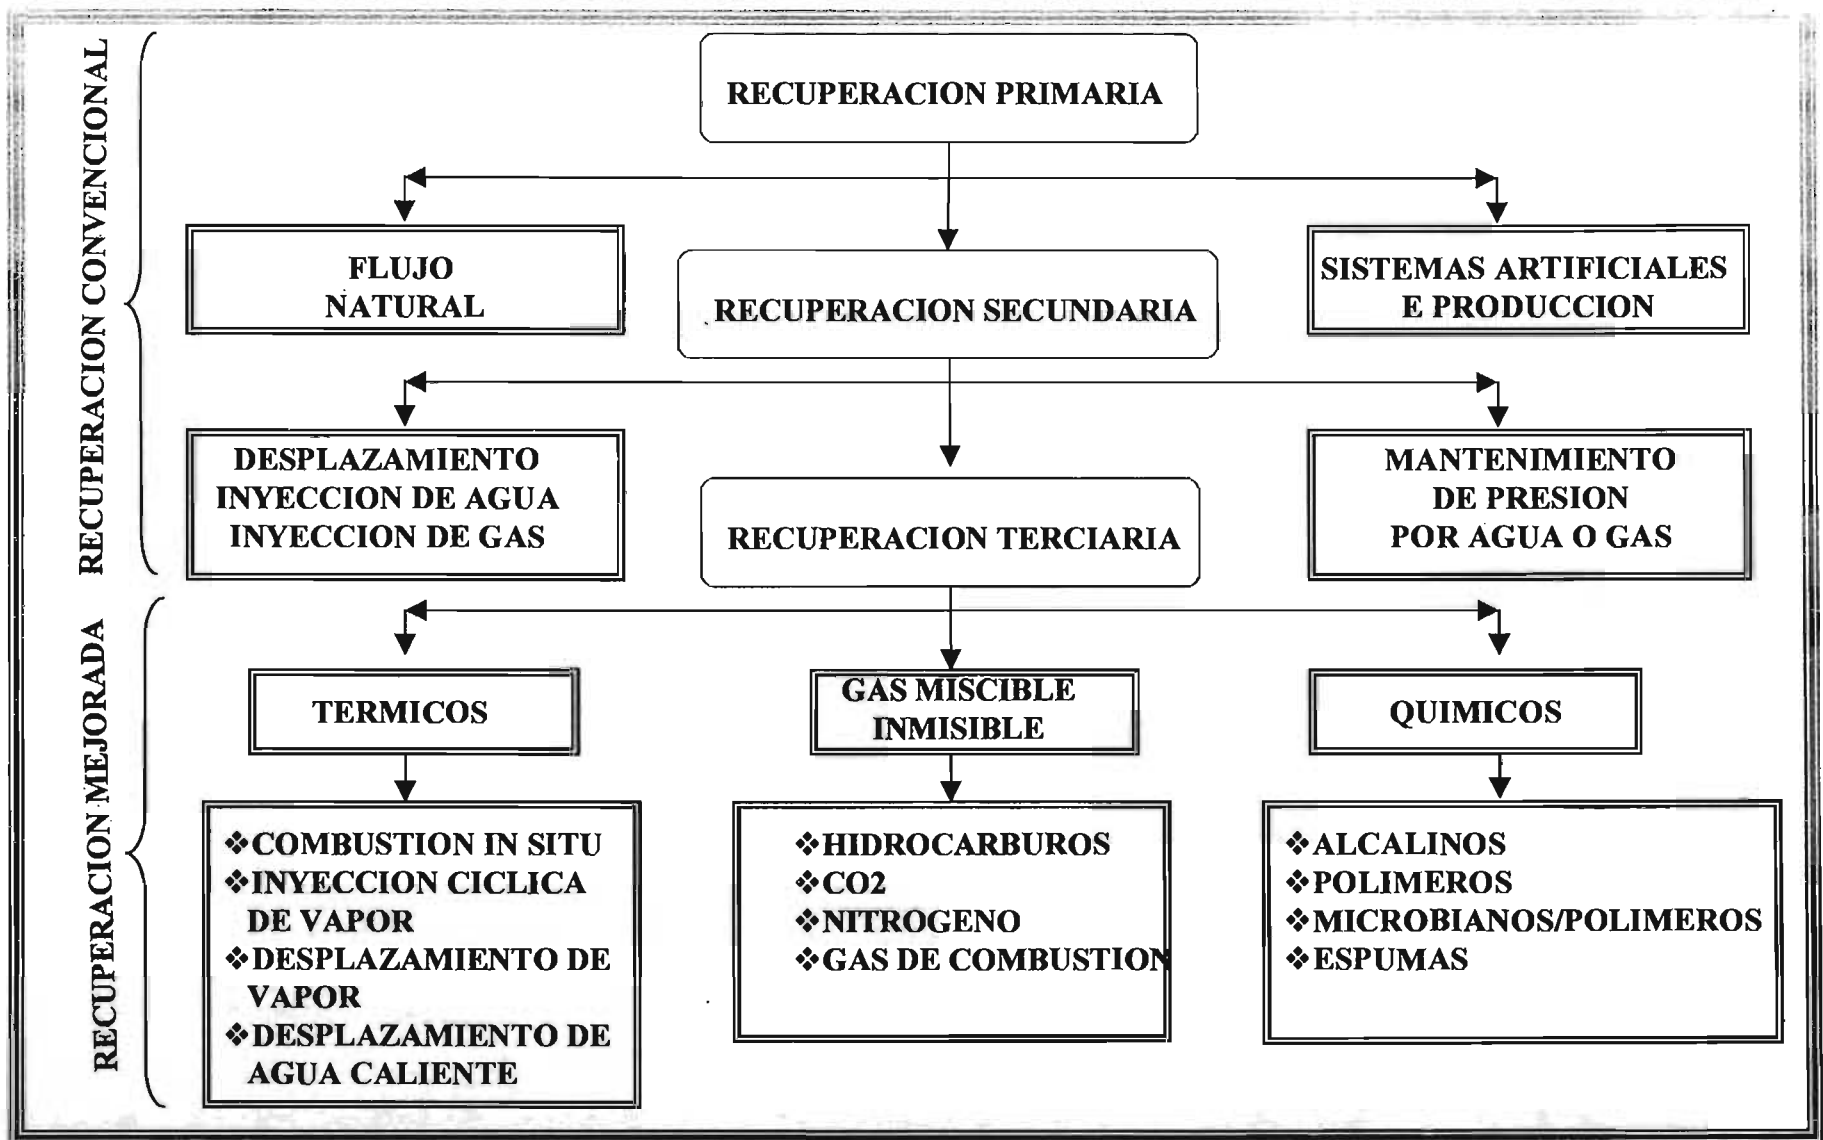 RECUPERACION CONVENCIONAL
RECUPERACION PRIMARIA
FLUJO
NATURAL
RECUPERACION SECUNDARIA
SISTEMAS ARTIFICIALES
E PRODUCCION
DESPLAZAMIENTO
INYECCION DE AGUA
INYECCION DE GAS
RECUPERACION TERCIARIA
MANTENIMIENTO
DE PRESION
POR AGUA O GAS
RECUPERACION MEJORADA
TERMICOS
GAS MISCIBLE
INMISIBLE
QUIMICOS
❖COMBUSTION IN SITU
❖INYECCION CICLICA
DE VAPOR
❖DESPLAZAMIENTO DE
VAPOR
❖DESPLAZAMIENTO DE
AGUA CALIENTE
❖HIDROCARBUROS
❖CO2
❖NITROGENO
❖GAS DE COMBUSTION
❖ALCALINOS
❖POLIMEROS
❖MICROBIANOS/POLIMEROS
❖ESPUMAS